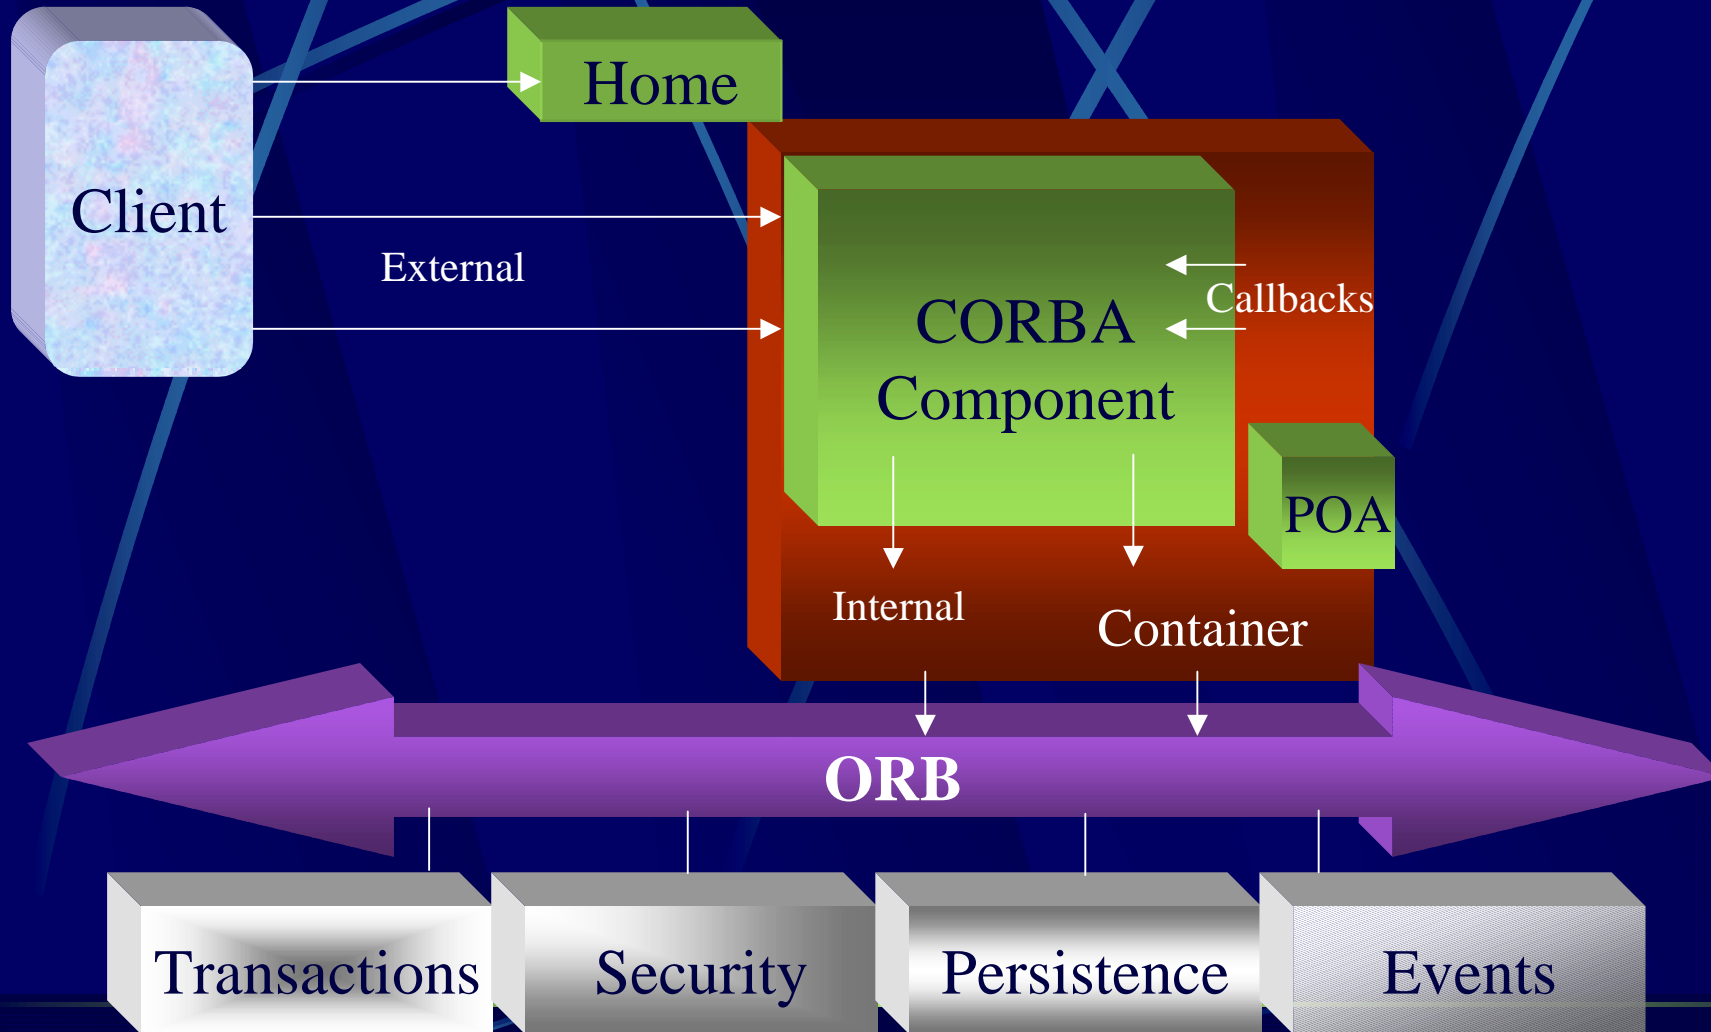 Home
Client
External
Callbacks
CORBA
Component
POA
Internal
Container
ORB
Transactions
Security
Persistence
Events